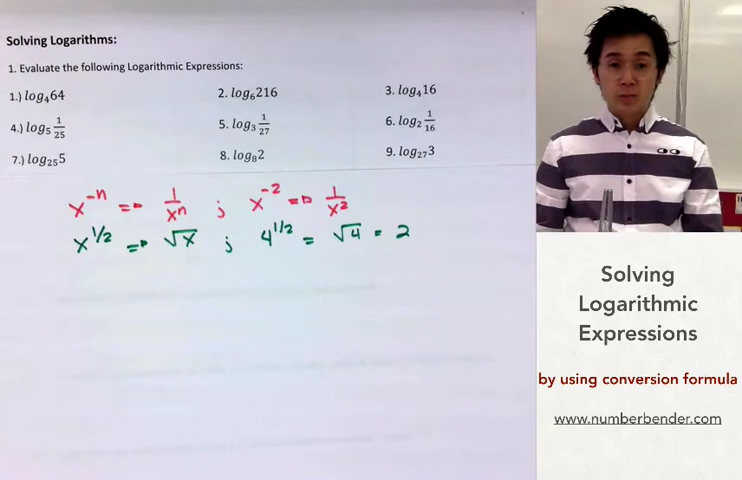 Solving Logarithms:
1. Evaluate the following Logarithmic Expressions:
1.) log₄64 2. log₆216 3. log₄16
4.) log₅ 1/25 5. log₃ 1/27 6. log₂ 1/16
7.) log₂₅5 8. log₈2 9. log₂₇3
x⁻ⁿ ⇒ 1/xⁿ ; x⁻² ⇒ 1/x²
x^1/2 ⇒ √x ; 4^1/2 = √4 = 2
Solving
Logarithmic
Expressions
by using conversion formula
www.numberbender.com